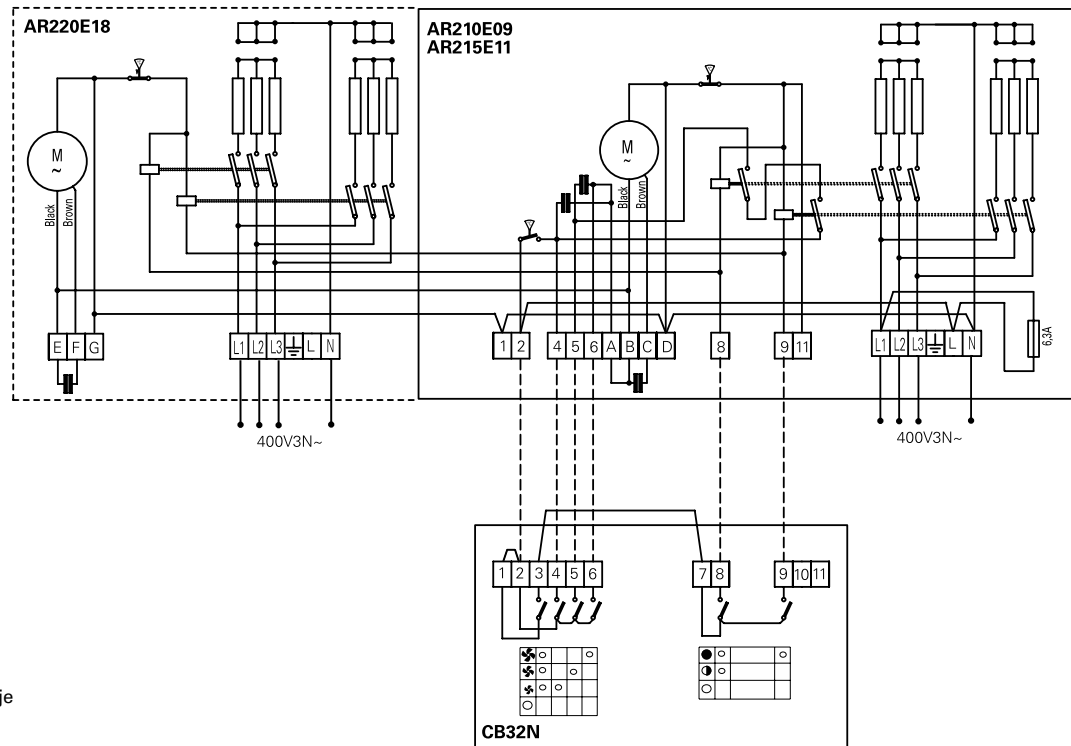 AR220E18
AR210E09
AR215E11
M
~
M
~
Black
Brown
Black
Brown
E F G
L1 L2 L3 L N
1 2
4 5 6 A B C D
8
9 11
L1 L2 L3 L N
6,3A
400V3N~
400V3N~
1 2 3 4 5 6
7 8
9 10 11
je
CB32N